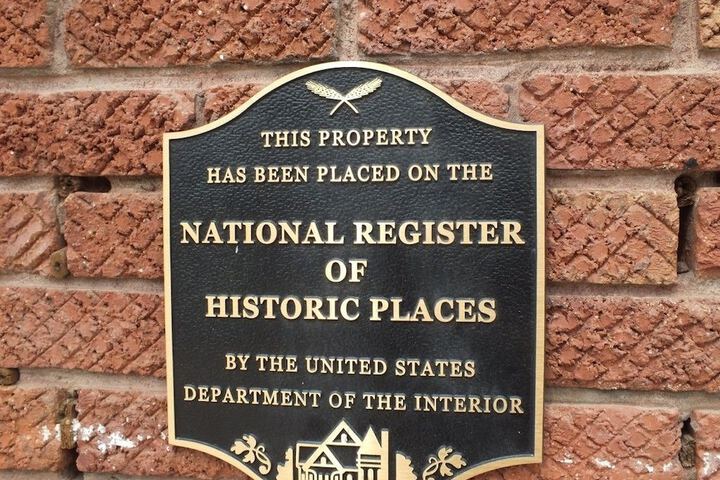 THIS PROPERTY
HAS BEEN PLACED ON THE
NATIONAL REGISTER
OF
HISTORIC PLACES
BY THE UNITED STATES
DEPARTMENT OF THE INTERIOR